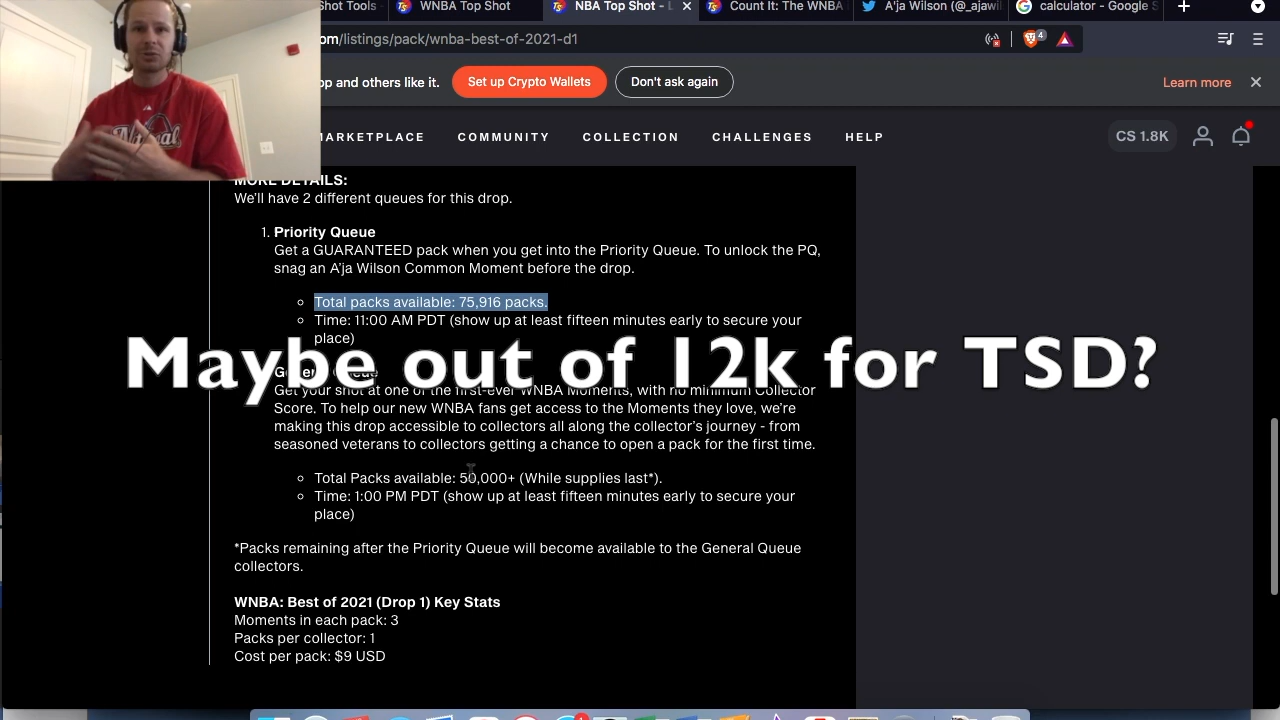 Shot Tools -
WNBA Top Shot
NBA Top Shot - L
Count It: The WNBA
A'ja Wilson (@_ajawil
calculator - Google S
om/listings/pack/wnba-best-of-2021-d1
4
op and others like it.
Set up Crypto Wallets
Don't ask again
Learn more
MARKETPLACE
COMMUNITY
COLLECTION
CHALLENGES
HELP
CS 1.8K
MORE DETAILS:
We'll have 2 different queues for this drop.
1. Priority Queue
Get a GUARANTEED pack when you get into the Priority Queue. To unlock the PQ,
snag an A'ja Wilson Common Moment before the drop.
Total packs available: 75,916 packs.
Time: 11:00 AM PDT (show up at least fifteen minutes early to secure your
place)
Maybe out of 12k for TSD?
Get your shot at one of the first-ever WNBA Moments, with no minimum Collector
Score. To help our new WNBA fans get access to the Moments they love, we're
making this drop accessible to collectors all along the collector's journey - from
seasoned veterans to collectors getting a chance to open a pack for the first time.
Total Packs available: 50,000+ (While supplies last*).
Time: 1:00 PM PDT (show up at least fifteen minutes early to secure your
place)
*Packs remaining after the Priority Queue will become available to the General Queue
collectors.
WNBA: Best of 2021 (Drop 1) Key Stats
Moments in each pack: 3
Packs per collector: 1
Cost per pack: $9 USD